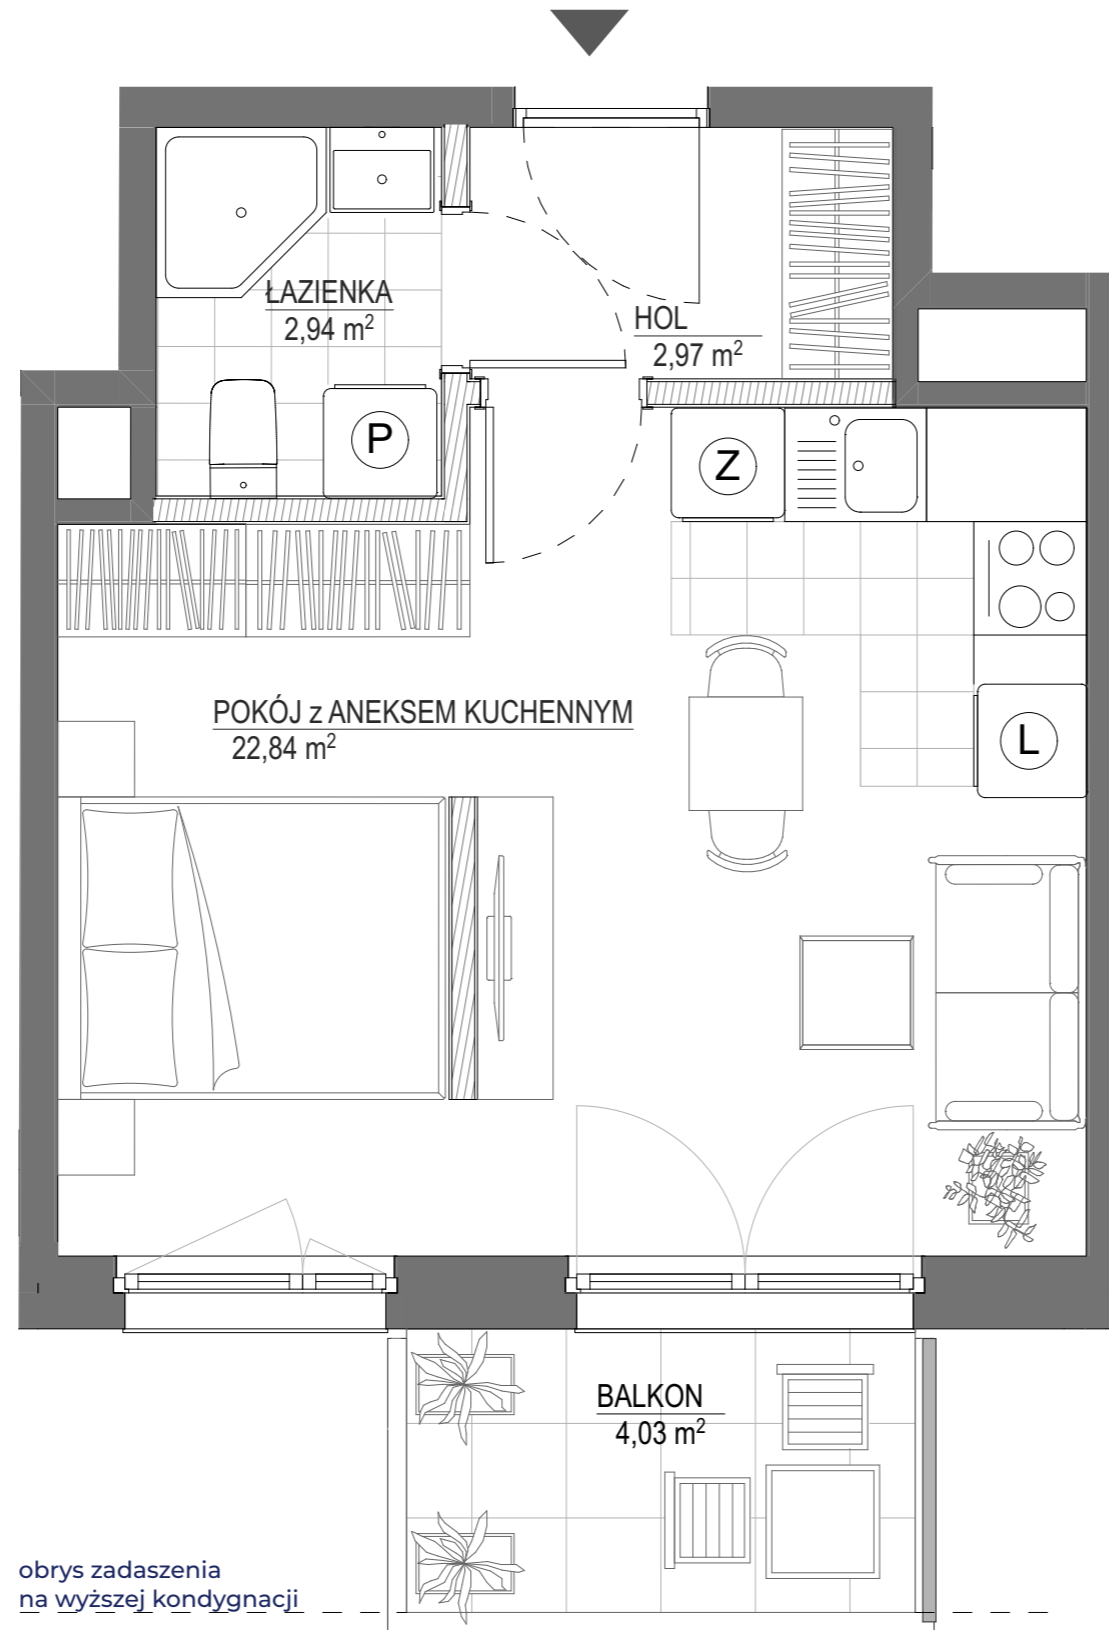 ŁAZIENKA
2,94 m²
HOL
2,97 m²
P
Z
POKÓJ z ANEKSEM KUCHENNYM
22,84 m²
L
BALKON
4,03 m²
obrys zadaszenia
na wyższej kondygnacji